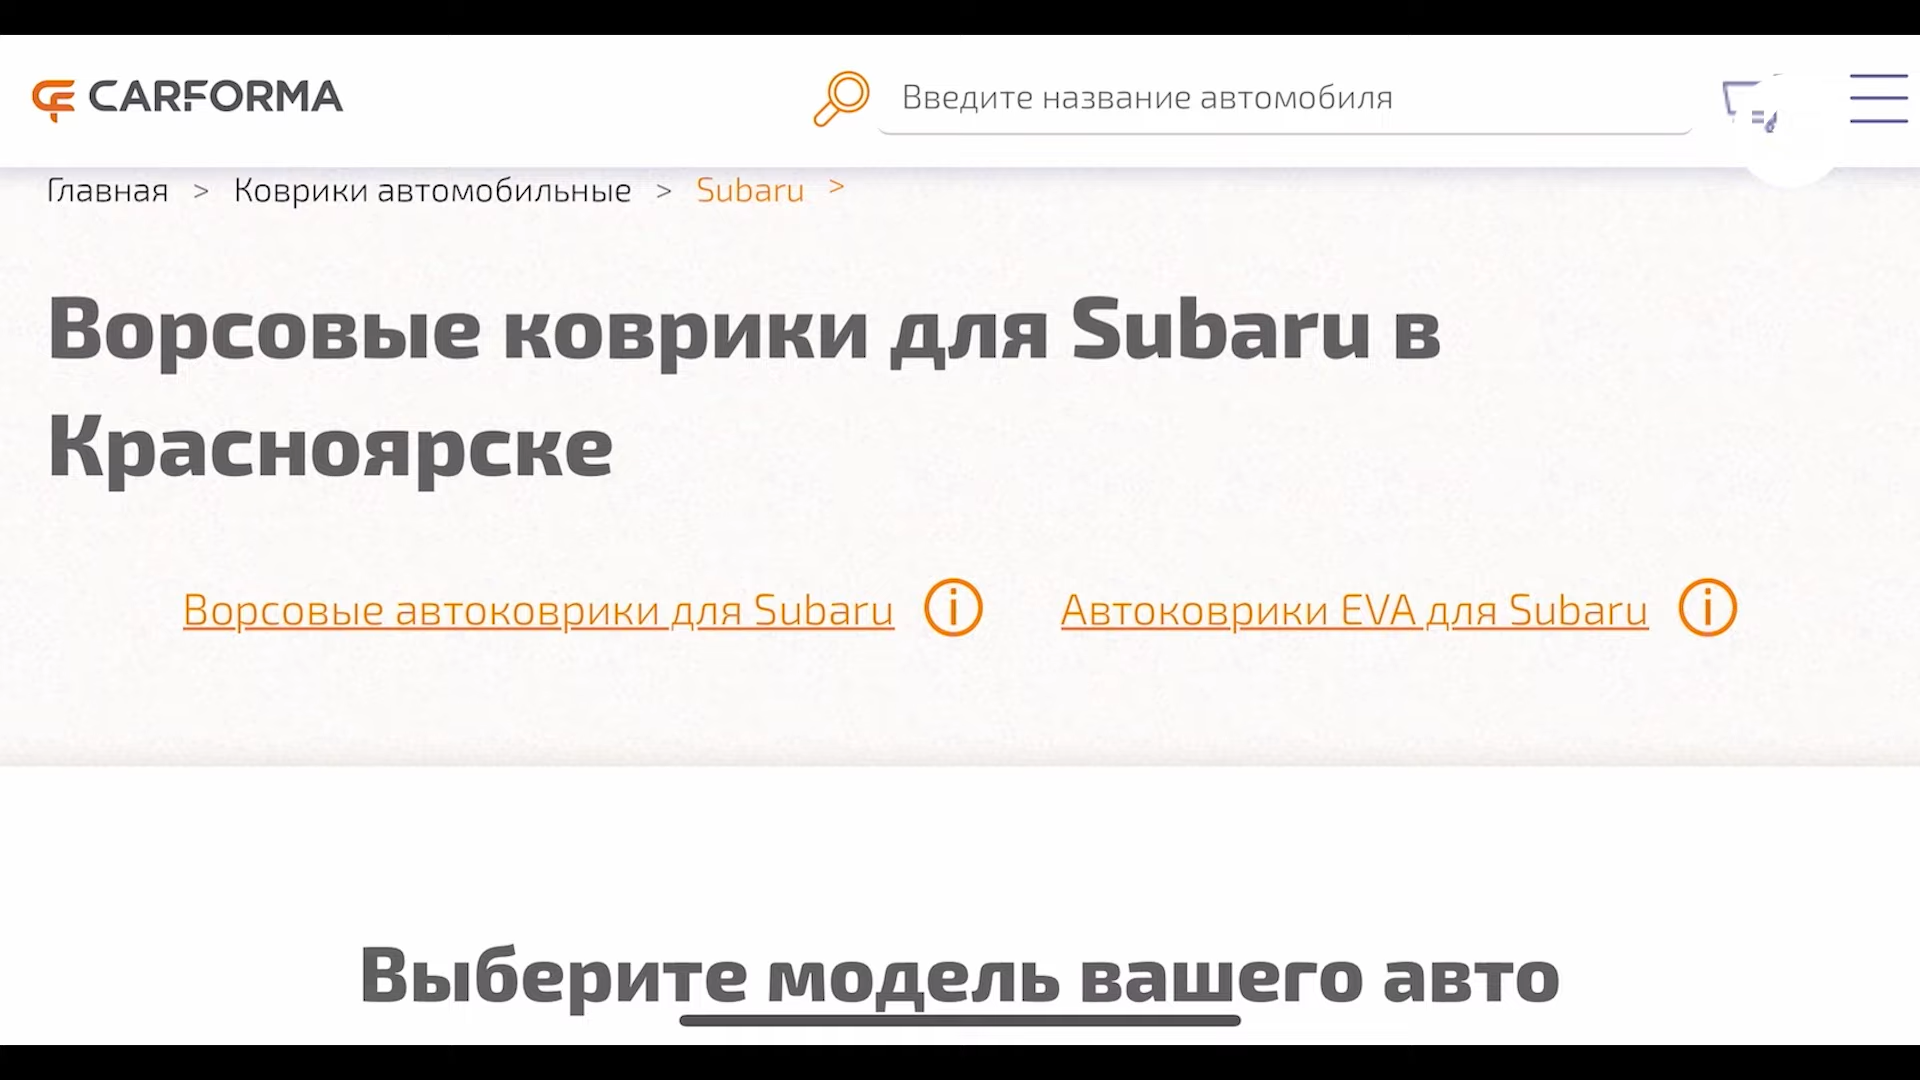 CARFORMA
Введите название автомобиля
Главная > Коврики автомобильные > Subaru >
Ворсовые коврики для Subaru в
Красноярске
Ворсовые автоковрики для Subaru
Автоковрики EVA для Subaru
Выберите модель вашего авто